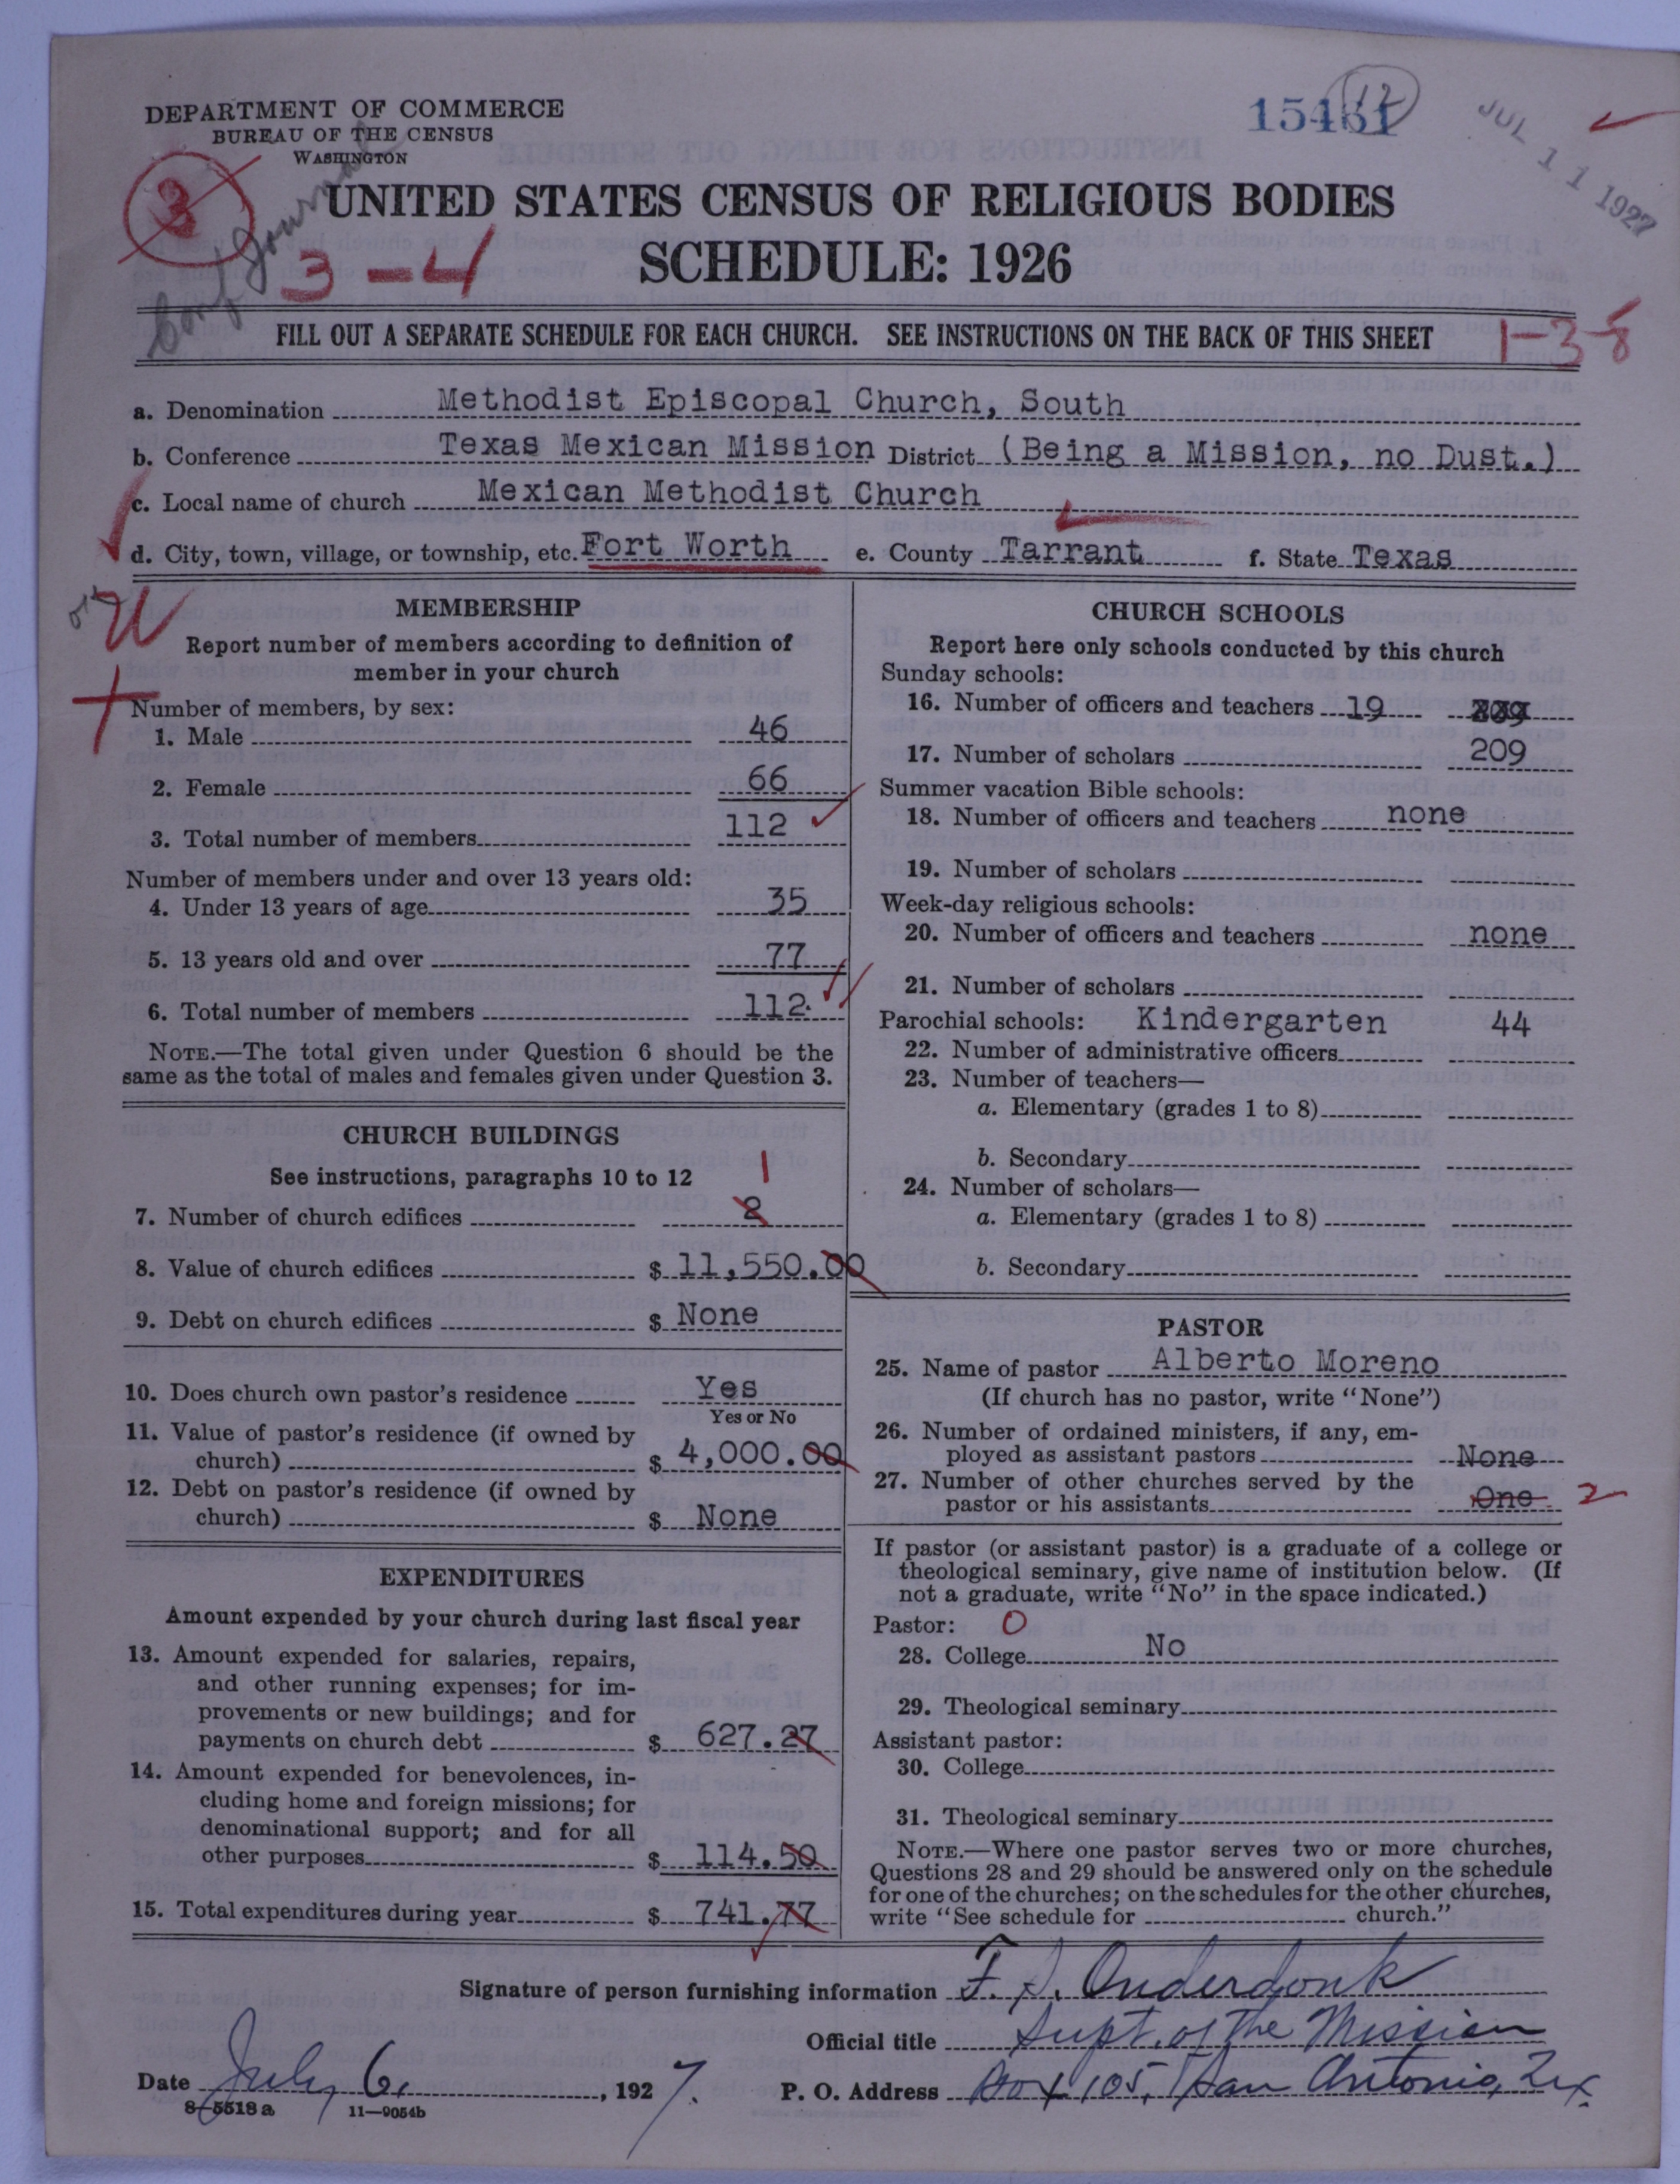 DEPARTMENT OF COMMERCE
BUREAU OF THE CENSUS
WASHINGTON
15461
12
JUL 11 1927
3
Conf Journal
UNITED STATES CENSUS OF RELIGIOUS BODIES
3-4
SCHEDULE: 1926
FILL OUT A SEPARATE SCHEDULE FOR EACH CHURCH. SEE INSTRUCTIONS ON THE BACK OF THIS SHEET
1-3-8
a. Denomination Methodist Episcopal Church, South
b. Conference Texas Mexican Mission District (Being a Mission, no Dust.)
c. Local name of church Mexican Methodist Church
d. City, town, village, or township, etc. Fort Worth e. County Tarrant f. State Texas
MEMBERSHIP
Report number of members according to definition of
member in your church
Number of members, by sex:
1. Male 46
2. Female 66
3. Total number of members 112
Number of members under and over 13 years old:
4. Under 13 years of age 35
5. 13 years old and over 77
6. Total number of members 112.
NOTE.—The total given under Question 6 should be the
same as the total of males and females given under Question 3.
CHURCH BUILDINGS
See instructions, paragraphs 10 to 12
1
7. Number of church edifices 2
8. Value of church edifices $ 11,550.00
9. Debt on church edifices $ None
10. Does church own pastor's residence Yes
Yes or No
11. Value of pastor's residence (if owned by
church) $ 4,000.00
12. Debt on pastor's residence (if owned by
church) $ None
EXPENDITURES
Amount expended by your church during last fiscal year
13. Amount expended for salaries, repairs,
and other running expenses; for im-
provements or new buildings; and for
payments on church debt $ 627.27
14. Amount expended for benevolences, in-
cluding home and foreign missions; for
denominational support; and for all
other purposes $ 114.50
15. Total expenditures during year $ 741.77
CHURCH SCHOOLS
Report here only schools conducted by this church
Sunday schools:
16. Number of officers and teachers 19
17. Number of scholars 209
Summer vacation Bible schools:
18. Number of officers and teachers none
19. Number of scholars
Week-day religious schools:
20. Number of officers and teachers none
21. Number of scholars
Parochial schools: Kindergarten 44
22. Number of administrative officers
23. Number of teachers—
a. Elementary (grades 1 to 8)
b. Secondary
24. Number of scholars—
a. Elementary (grades 1 to 8)
b. Secondary
PASTOR
25. Name of pastor Alberto Moreno
(If church has no pastor, write "None")
26. Number of ordained ministers, if any, em-
ployed as assistant pastors None
27. Number of other churches served by the
pastor or his assistants One 2
If pastor (or assistant pastor) is a graduate of a college or
theological seminary, give name of institution below. (If
not a graduate, write "No" in the space indicated.)
Pastor: O
28. College No
29. Theological seminary
Assistant pastor:
30. College
31. Theological seminary
NOTE.—Where one pastor serves two or more churches,
Questions 28 and 29 should be answered only on the schedule
for one of the churches; on the schedules for the other churches,
write "See schedule for church."
Signature of person furnishing information F. S. Onderdonk
Official title Supt. of the Mission
Date July 6, 1927. P. O. Address Box 105, San Antonio, Tex.
8-5518 a 11—9054b